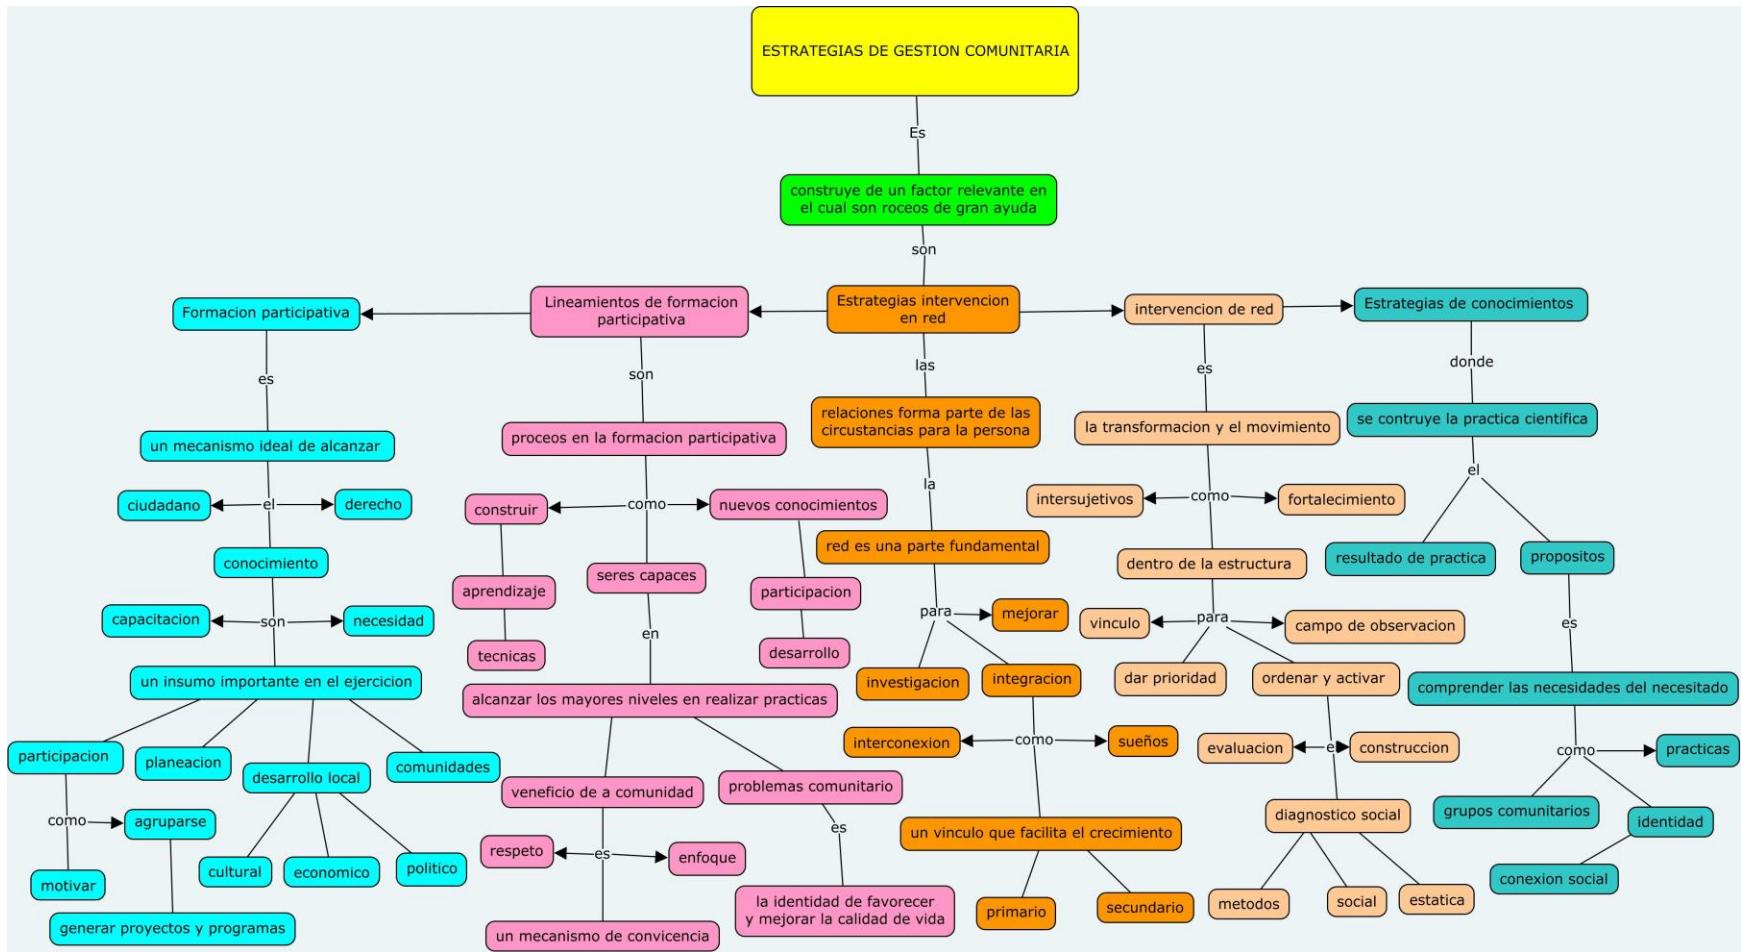 ESTRATEGIAS DE GESTION COMUNITARIA
Es
construye de un factor relevante en
el cual son roceos de gran ayuda
son
Formacion participativa
Lineamientos de formacion
participativa
Estrategias intervencion
en red
intervencion de red
Estrategias de conocimientos
es
un mecanismo ideal de alcanzar
ciudadano
el
derecho
conocimiento
capacitacion
son
necesidad
un insumo importante en el ejercicion
participacion
planeacion
desarrollo local
comunidades
como
agruparse
motivar
cultural
economico
politico
generar proyectos y programas
son
proceos en la formacion participativa
construir
como
nuevos conocimientos
aprendizaje
seres capaces
participacion
tecnicas
en
desarrollo
alcanzar los mayores niveles en realizar practicas
veneficio de a comunidad
problemas comunitario
respeto
es
enfoque
es
un mecanismo de convicencia
la identidad de favorecer
y mejorar la calidad de vida
las
relaciones forma parte de las
circustancias para la persona
la
red es una parte fundamental
para
mejorar
investigacion
integracion
interconexion
como
sueños
un vinculo que facilita el crecimiento
primario
secundario
es
la transformacion y el movimiento
intersujetivos
como
fortalecimiento
dentro de la estructura
vinculo
para
campo de observacion
dar prioridad
ordenar y activar
evaluacion
el
construccion
diagnostico social
metodos
social
estatica
donde
se contruye la practica cientifica
el
resultado de practica
propositos
es
comprender las necesidades del necesitado
como
practicas
grupos comunitarios
identidad
conexion social